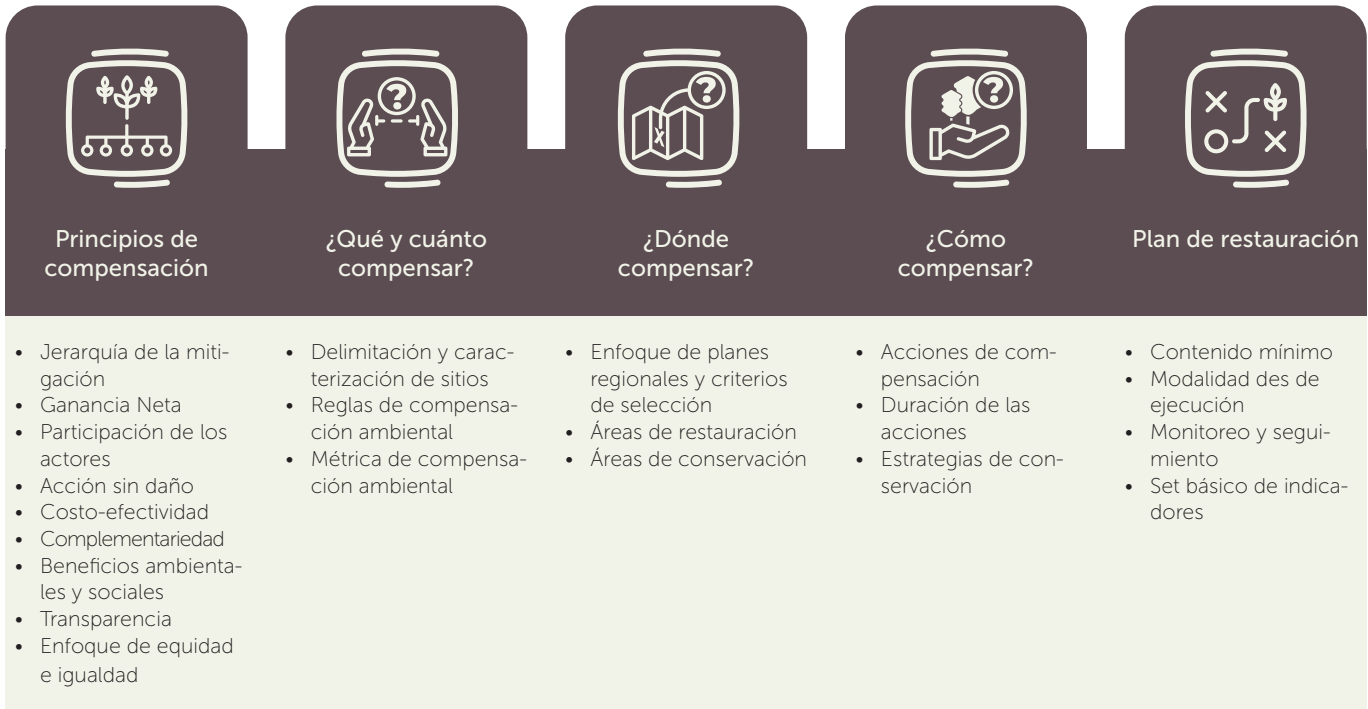 Principios de
compensación
¿Qué y cuánto
compensar?
¿Dónde
compensar?
¿Cómo
compensar?
Plan de restauración
• Jerarquía de la miti-
gación
• Ganancia Neta
• Participación de los
actores
• Acción sin daño
• Costo-efectividad
• Complementariedad
• Beneficios ambienta-
les y sociales
• Transparencia
• Enfoque de equidad
e igualdad
• Delimitación y carac-
terización de sitios
• Reglas de compensa-
ción ambiental
• Métrica de compensa-
ción ambiental
• Enfoque de planes
regionales y criterios
de selección
• Áreas de restauración
• Áreas de conservación
• Acciones de com-
pensación
• Duración de las
acciones
• Estrategias de con-
servación
• Contenido mínimo
• Modalidad des de
ejecución
• Monitoreo y segui-
miento
• Set básico de indica-
dores